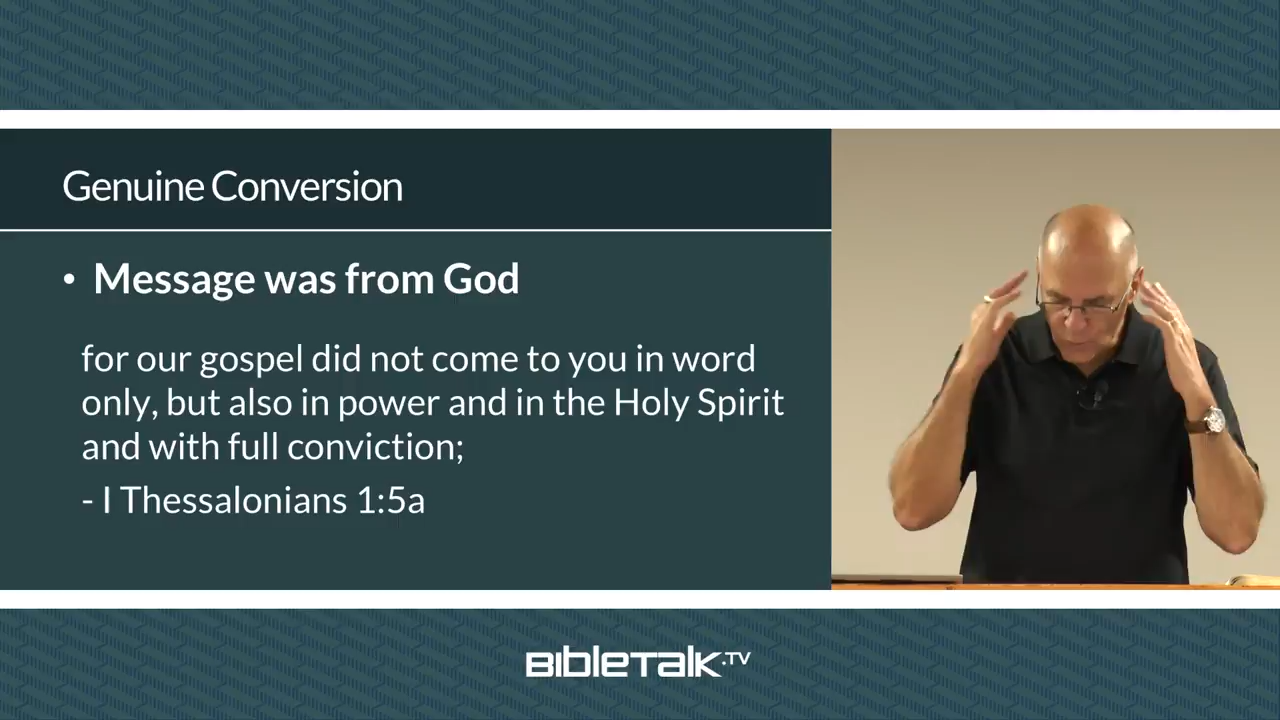 Genuine Conversion
• Message was from God
for our gospel did not come to you in word
only, but also in power and in the Holy Spirit
and with full conviction;
- I Thessalonians 1:5a
BIBLETALK.TV